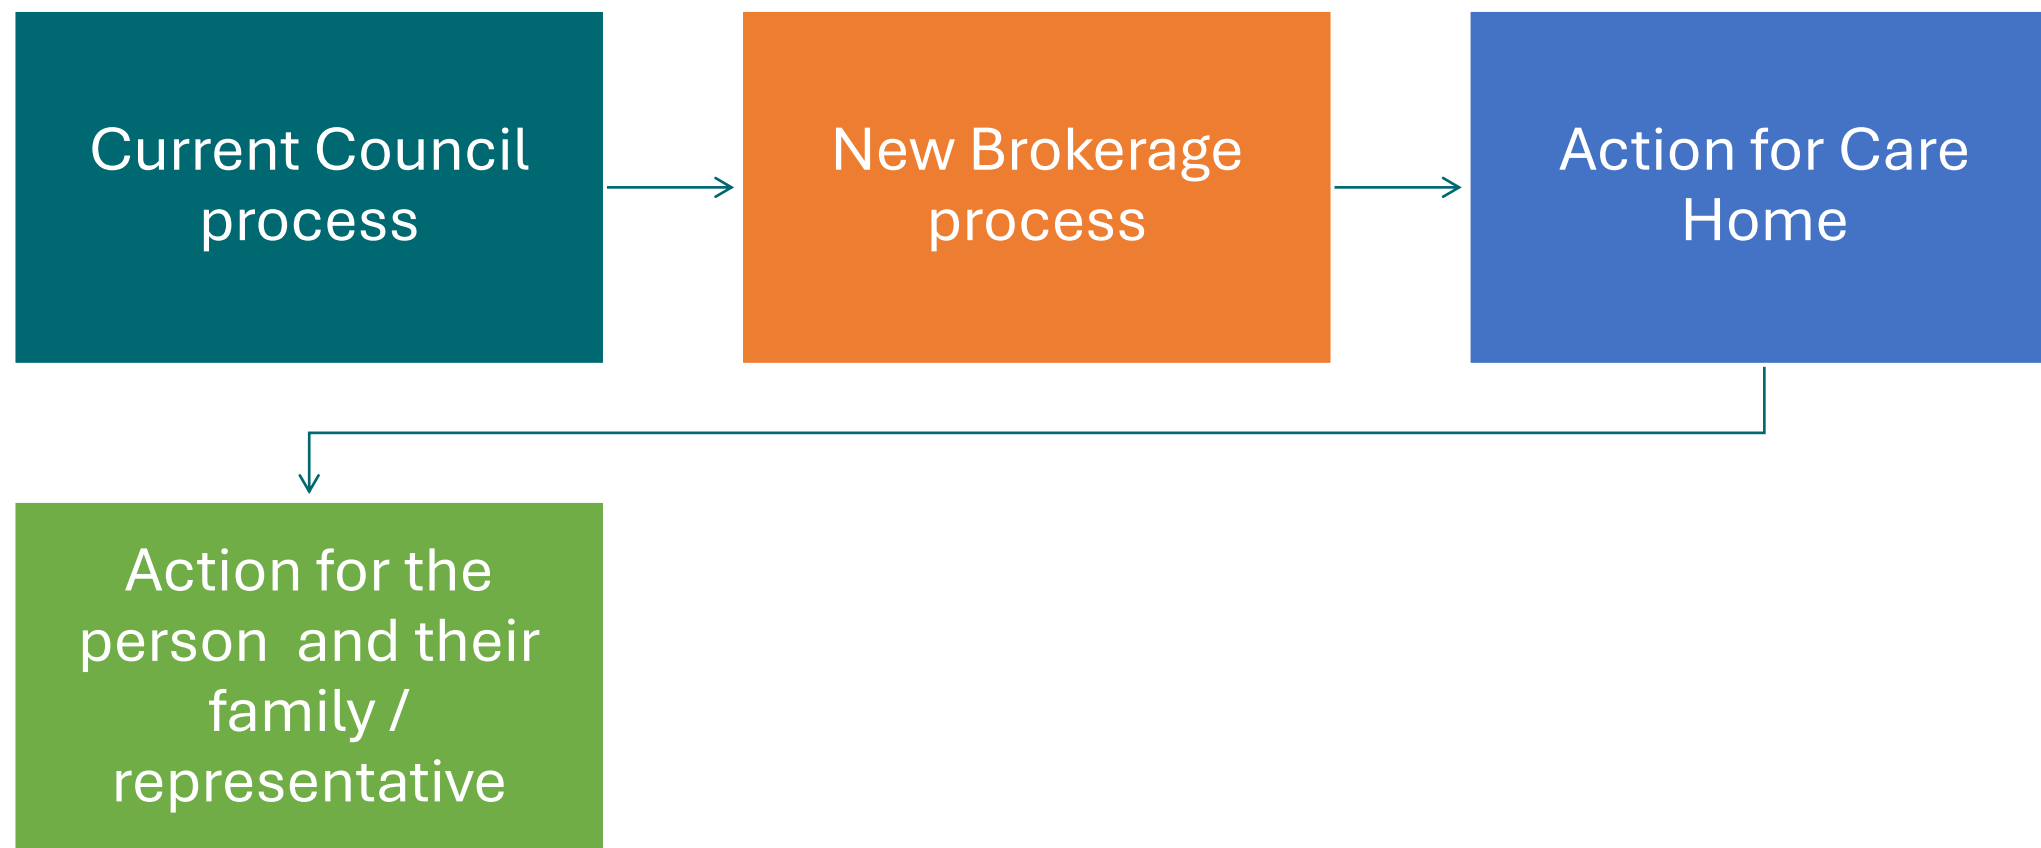 Current Council
process
New Brokerage
process
Action for Care
Home
Action for the
person  and their
family /
representative